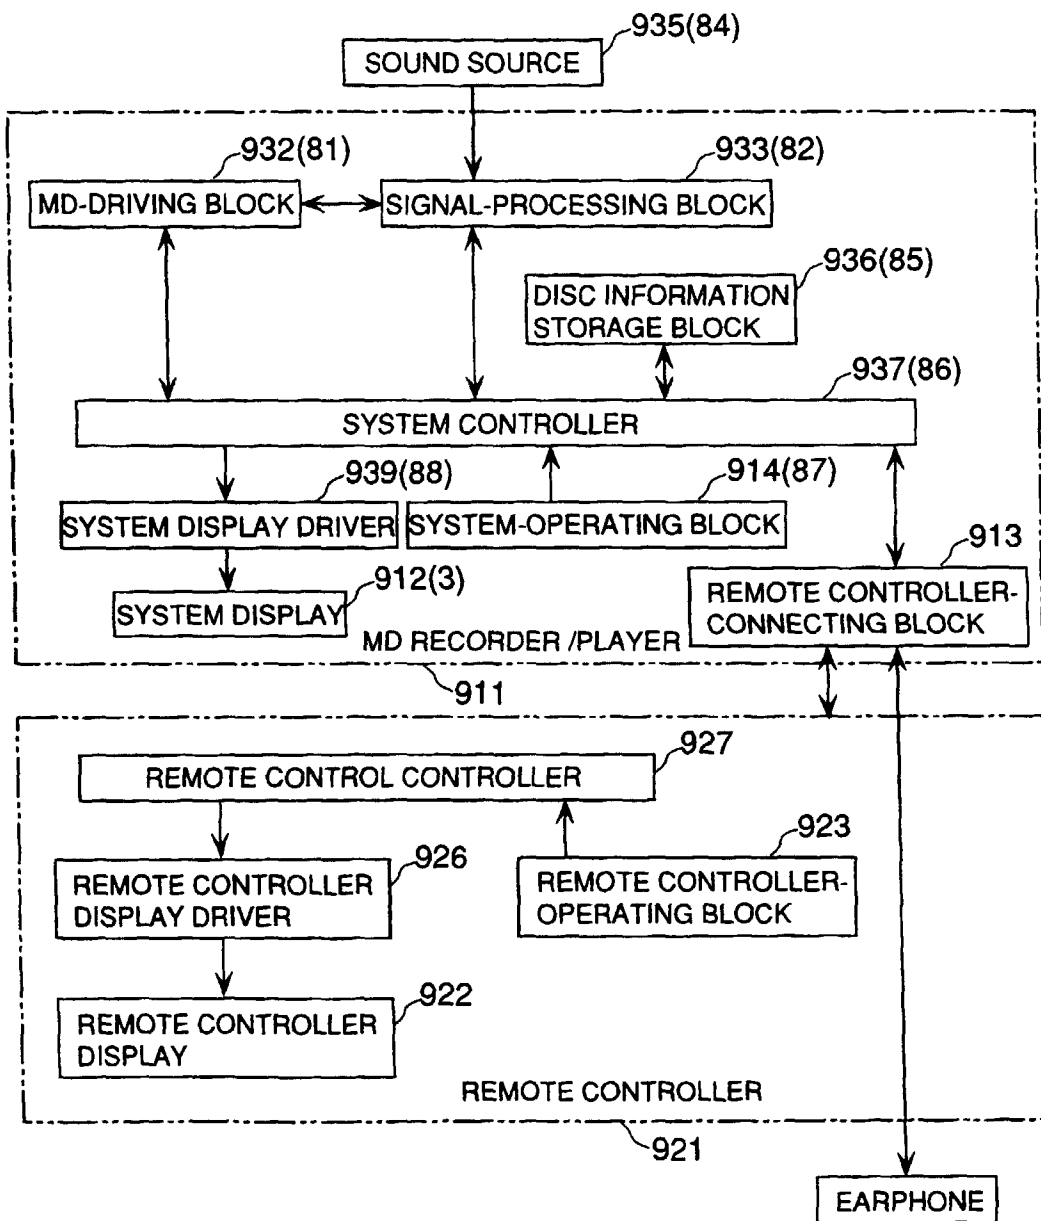 935(84)
SOUND SOURCE
932(81)
933(82)
MD-DRIVING BLOCK
SIGNAL-PROCESSING BLOCK
936(85)
DISC INFORMATION
STORAGE BLOCK
937(86)
SYSTEM CONTROLLER
939(88)
914(87)
SYSTEM DISPLAY DRIVER
SYSTEM-OPERATING BLOCK
913
912(3)
SYSTEM DISPLAY
REMOTE CONTROLLER-
CONNECTING BLOCK
MD RECORDER /PLAYER
911
927
REMOTE CONTROL CONTROLLER
926
923
REMOTE CONTROLLER
DISPLAY DRIVER
REMOTE CONTROLLER-
OPERATING BLOCK
922
REMOTE CONTROLLER
DISPLAY
REMOTE CONTROLLER
921
EARPHONE